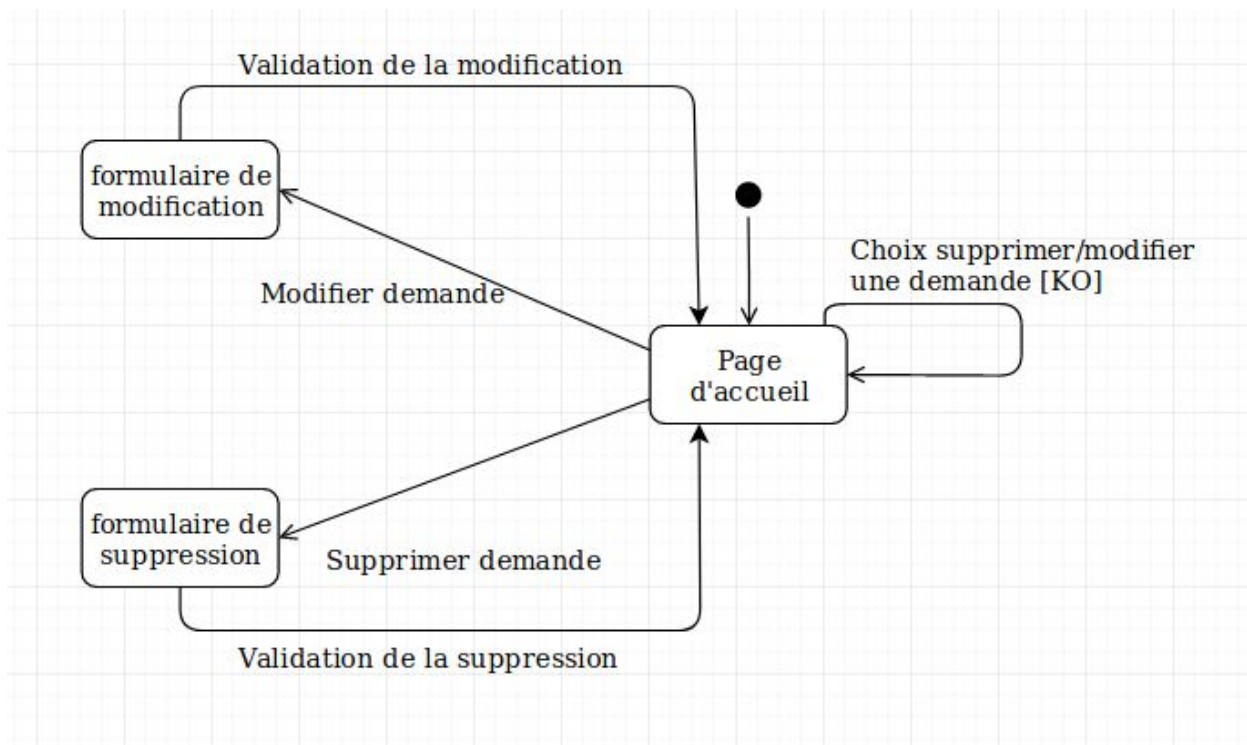 Validation de la modification
formulaire de
modification
Choix supprimer/modifier
une demande [KO]
Modifier demande
Page
d'accueil
formulaire de
suppression
Supprimer demande
Validation de la suppression